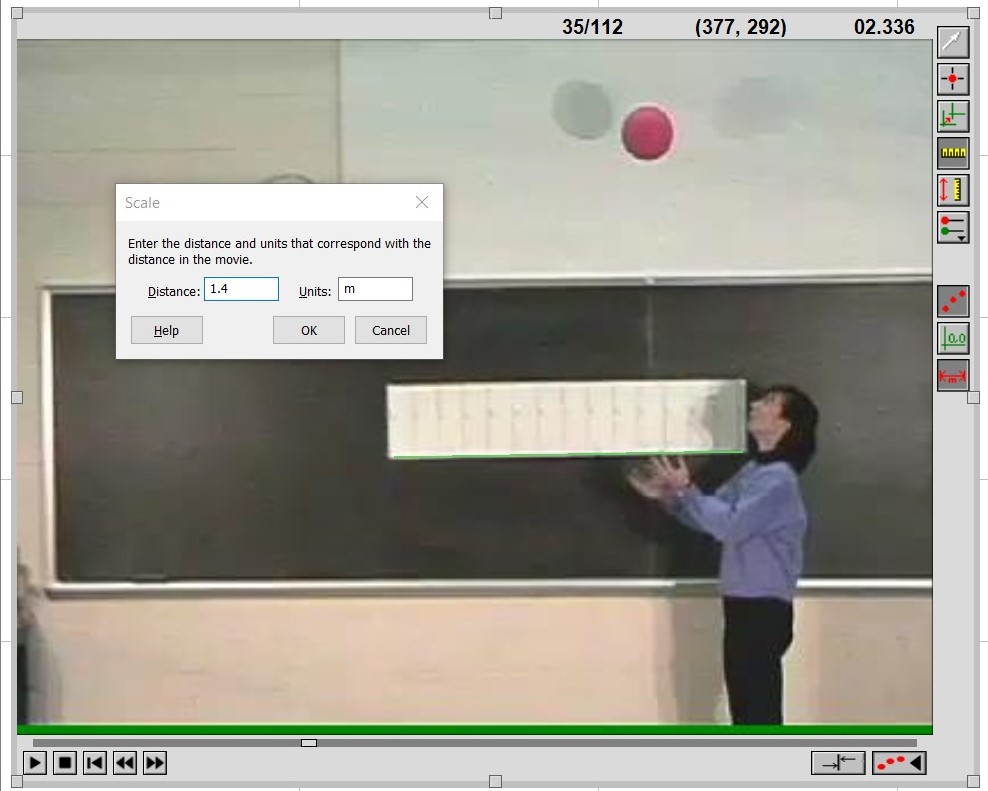 35/112 (377, 292) 02.336
Scale
Enter the distance and units that correspond with the
distance in the movie.
Distance: 1.4 Units: m
Help OK Cancel
0.0
m